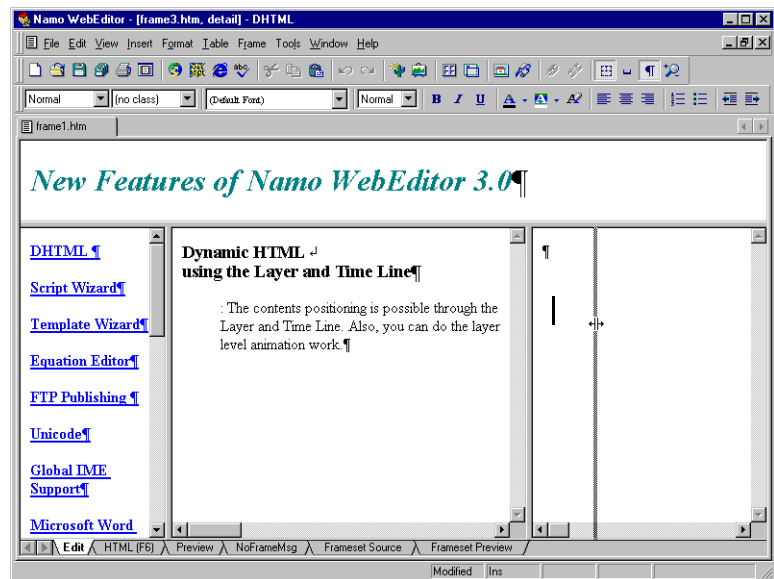 Namo WebEditor - [frame3.htm, detail] - DHTML
File Edit View Insert Format Table Frame Tools Window Help
Normal (no class) (Default Font) Normal B I U A A A
frame1.htm
New Features of Namo WebEditor 3.0¶
DHTML ¶
Script Wizard¶
Template Wizard¶
Equation Editor¶
FTP Publishing ¶
Unicode¶
Global IME
Support¶
Microsoft Word
Dynamic HTML ↵
using the Layer and Time Line¶
: The contents positioning is possible through the
Layer and Time Line. Also, you can do the layer
level animation work.¶
¶
Edit HTML (F6) Preview NoFrameMsg Frameset Source Frameset Preview
Modified Ins